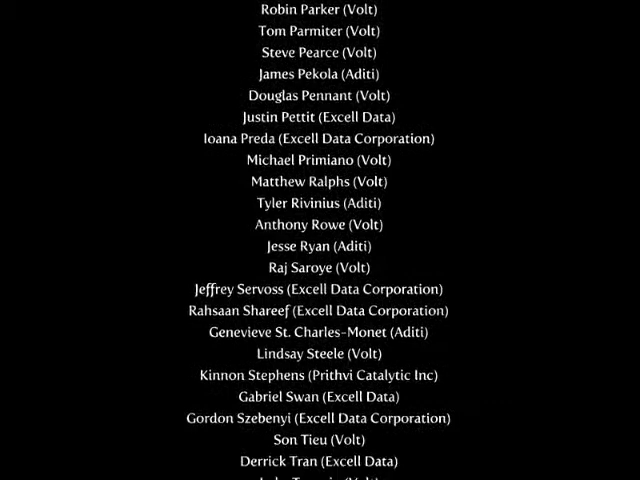 Robin Parker (Volt)
Tom Parmiter (Volt)
Steve Pearce (Volt)
James Pekola (Aditi)
Douglas Pennant (Volt)
Justin Pettit (Excell Data)
Ioana Preda (Excell Data Corporation)
Michael Primiano (Volt)
Matthew Ralphs (Volt)
Tyler Rivinius (Aditi)
Anthony Rowe (Volt)
Jesse Ryan (Aditi)
Raj Saroye (Volt)
Jeffrey Servoss (Excell Data Corporation)
Rahsaan Shareef (Excell Data Corporation)
Genevieve St. Charles-Monet (Aditi)
Lindsay Steele (Volt)
Kinnon Stephens (Prithvi Catalytic Inc)
Gabriel Swan (Excell Data)
Gordon Szebenyi (Excell Data Corporation)
Son Tieu (Volt)
Derrick Tran (Excell Data)